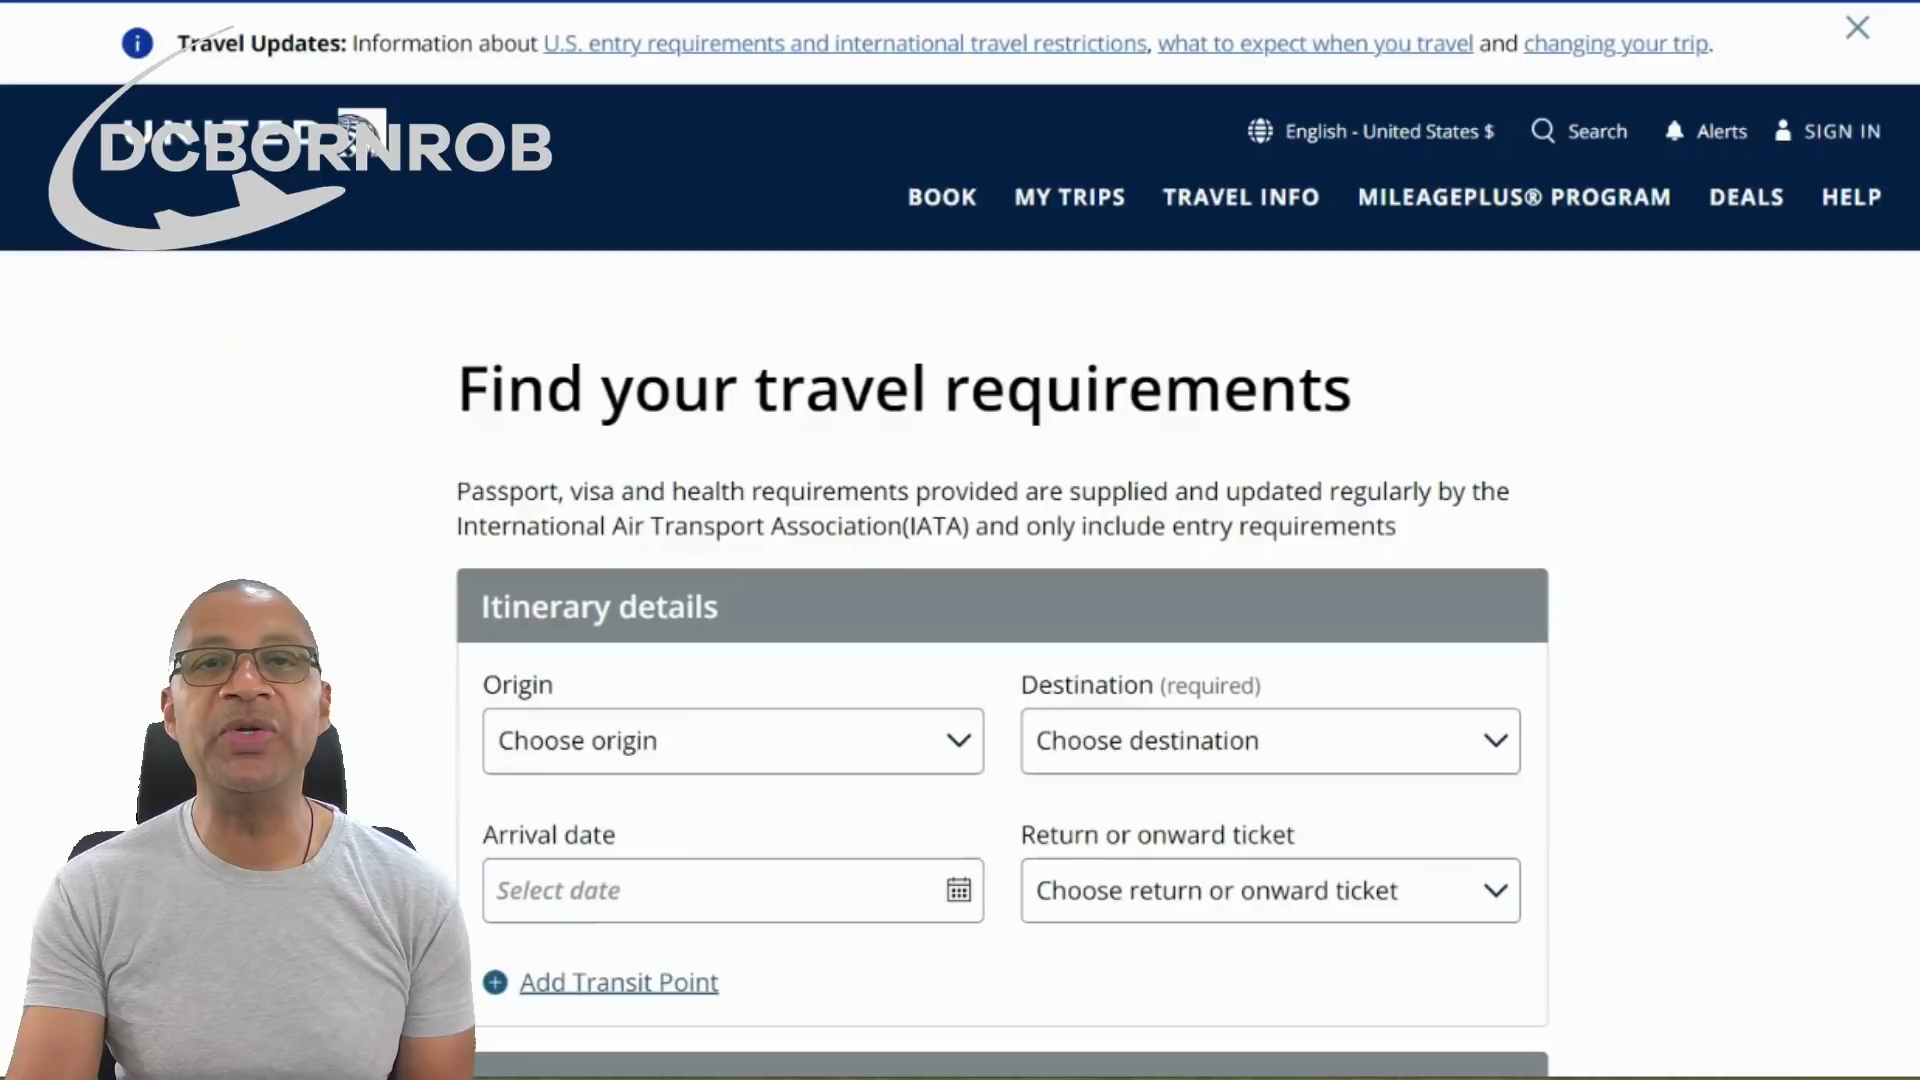 Travel Updates: Information about U.S. entry requirements and international travel restrictions, what to expect when you travel and changing your trip.
UNITED
DCBORNROB
English - United States $ Search Alerts SIGN IN
BOOK MY TRIPS TRAVEL INFO MILEAGEPLUS® PROGRAM DEALS HELP
Find your travel requirements
Passport, visa and health requirements provided are supplied and updated regularly by the
International Air Transport Association(IATA) and only include entry requirements
Itinerary details
Origin
Destination (required)
Choose origin
Choose destination
Arrival date
Return or onward ticket
Select date
Choose return or onward ticket
Add Transit Point